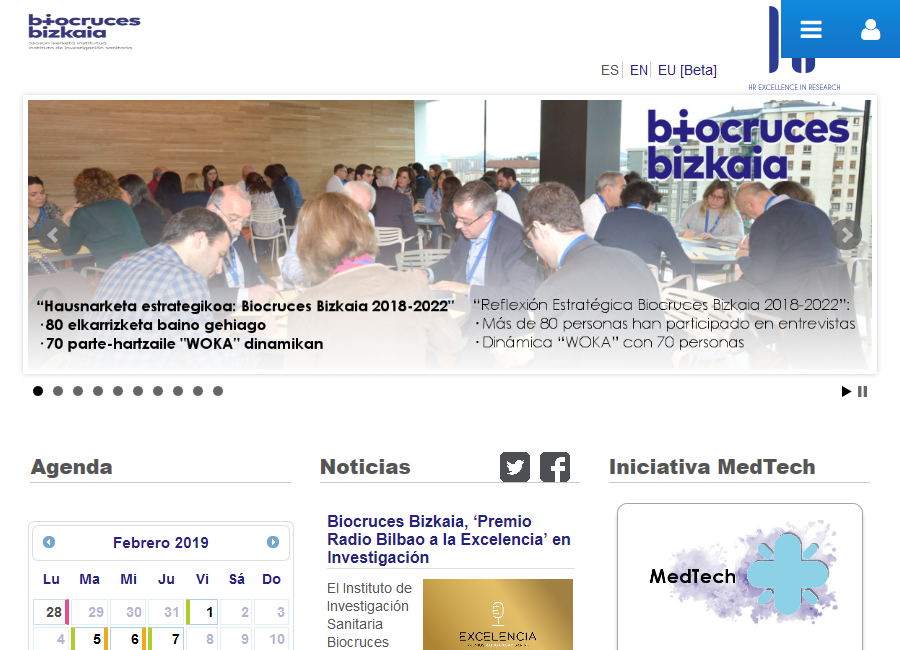 biocruces
bizkaia
osasun ikerketa institutua
instituto de investigación sanitaria
ES EN EU [Beta]
HR EXCELLENCE IN RESEARCH
biocruces
bizkaia
“Hausnarketa estrategikoa: Biocruces Bizkaia 2018-2022”
·80 elkarrizketa baino gehiago
·70 parte-hartzaile "WOKA" dinamikan
“Reflexión Estratégica Biocruces Bizkaia 2018-2022”:
·Más de 80 personas han participado en entrevistas
·Dinámica “WOKA” con 70 personas
Agenda
Febrero 2019
Lu Ma Mi Ju Vi Sá Do
28 29 30 31 1 2 3
4 5 6 7 8 9 10
Noticias
Biocruces Bizkaia, ‘Premio
Radio Bilbao a la Excelencia’ en
Investigación
El Instituto de
Investigación
Sanitaria
Biocruces
EXCELENCIA
Iniciativa MedTech
MedTech